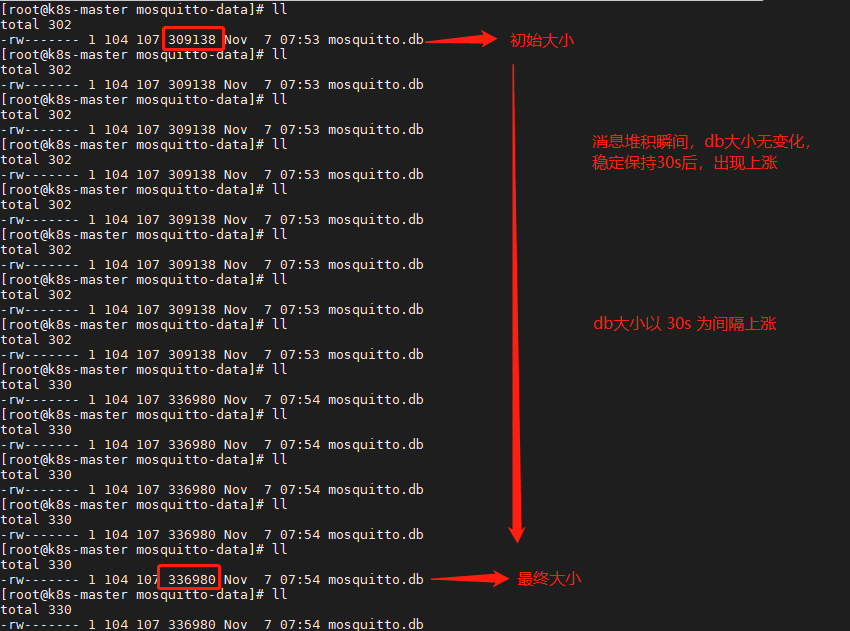 [root@k8s-master mosquitto-data]# ll
total 302
-rw------- 1 104 107 309138 Nov  7 07:53 mosquitto.db
初始大小
[root@k8s-master mosquitto-data]# ll
total 302
-rw------- 1 104 107 309138 Nov  7 07:53 mosquitto.db
[root@k8s-master mosquitto-data]# ll
total 302
-rw------- 1 104 107 309138 Nov  7 07:53 mosquitto.db
[root@k8s-master mosquitto-data]# ll
total 302
-rw------- 1 104 107 309138 Nov  7 07:53 mosquitto.db
[root@k8s-master mosquitto-data]# ll
total 302
-rw------- 1 104 107 309138 Nov  7 07:53 mosquitto.db
[root@k8s-master mosquitto-data]# ll
total 302
-rw------- 1 104 107 309138 Nov  7 07:53 mosquitto.db
[root@k8s-master mosquitto-data]# ll
total 302
-rw------- 1 104 107 309138 Nov  7 07:53 mosquitto.db
[root@k8s-master mosquitto-data]# ll
total 302
-rw------- 1 104 107 309138 Nov  7 07:53 mosquitto.db
[root@k8s-master mosquitto-data]# ll
total 330
-rw------- 1 104 107 336980 Nov  7 07:54 mosquitto.db
[root@k8s-master mosquitto-data]# ll
total 330
-rw------- 1 104 107 336980 Nov  7 07:54 mosquitto.db
[root@k8s-master mosquitto-data]# ll
total 330
-rw------- 1 104 107 336980 Nov  7 07:54 mosquitto.db
[root@k8s-master mosquitto-data]# ll
total 330
-rw------- 1 104 107 336980 Nov  7 07:54 mosquitto.db
[root@k8s-master mosquitto-data]# ll
total 330
-rw------- 1 104 107 336980 Nov  7 07:54 mosquitto.db
最终大小
[root@k8s-master mosquitto-data]# ll
total 330
-rw------- 1 104 107 336980 Nov  7 07:54 mosquitto.db
消息堆积瞬间，db大小无变化，
稳定保持30s后，出现上涨
db大小以 30s 为间隔上涨